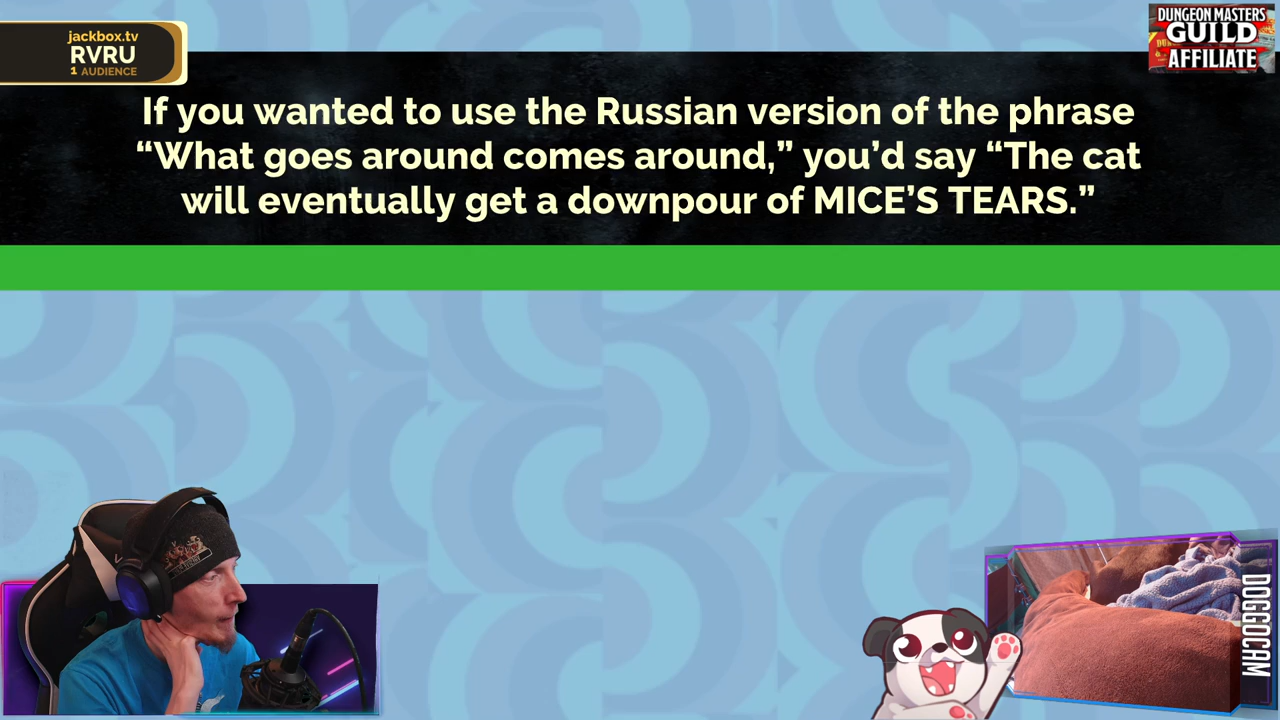 jackbox.tv
RVRU
1 AUDIENCE
DUNGEON MASTERS
GUILD
AFFILIATE
If you wanted to use the Russian version of the phrase
“What goes around comes around,” you’d say “The cat
will eventually get a downpour of MICE’S TEARS.”
DOGGOCAM